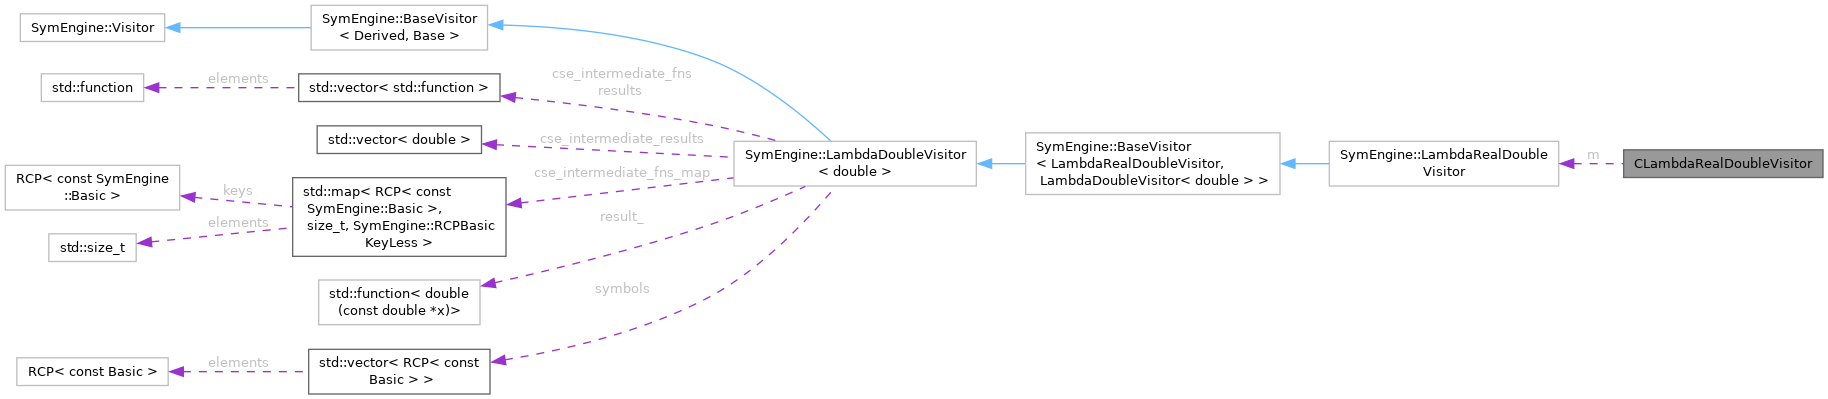 SymEngine::Visitor
SymEngine::BaseVisitor
< Derived, Base >
std::function
elements
std::vector< std::function >
cse_intermediate_fns
results
std::vector< double >
cse_intermediate_results
RCP< const SymEngine
::Basic >
keys
elements
std::size_t
std::map< RCP< const
SymEngine::Basic >,
size_t, SymEngine::RCPBasic
KeyLess >
cse_intermediate_fns_map
result_
std::function< double
(const double *x)>
symbols
RCP< const Basic >
elements
std::vector< RCP< const
Basic > >
SymEngine::LambdaDoubleVisitor
< double >
SymEngine::BaseVisitor
< LambdaRealDoubleVisitor,
LambdaDoubleVisitor< double > >
SymEngine::LambdaRealDouble
Visitor
m
CLambdaRealDoubleVisitor